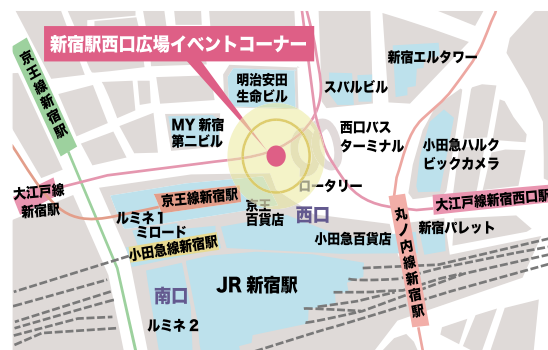 新宿駅西口広場イベントコーナー
京王線新宿駅
新宿エルタワー
明治安田
生命ビル
スバルビル
MY 新宿
第二ビル
西口バス
ターミナル
小田急ハルク
ビックカメラ
ロータリー
大江戸線
新宿駅
京王線新宿駅
大江戸線新宿西口駅
京王
百貨店
西口
ルミネ1
ミロード
丸ノ内線新宿駅
新宿パレット
小田急百貨店
小田急線新宿駅
JR 新宿駅
南口
ルミネ2